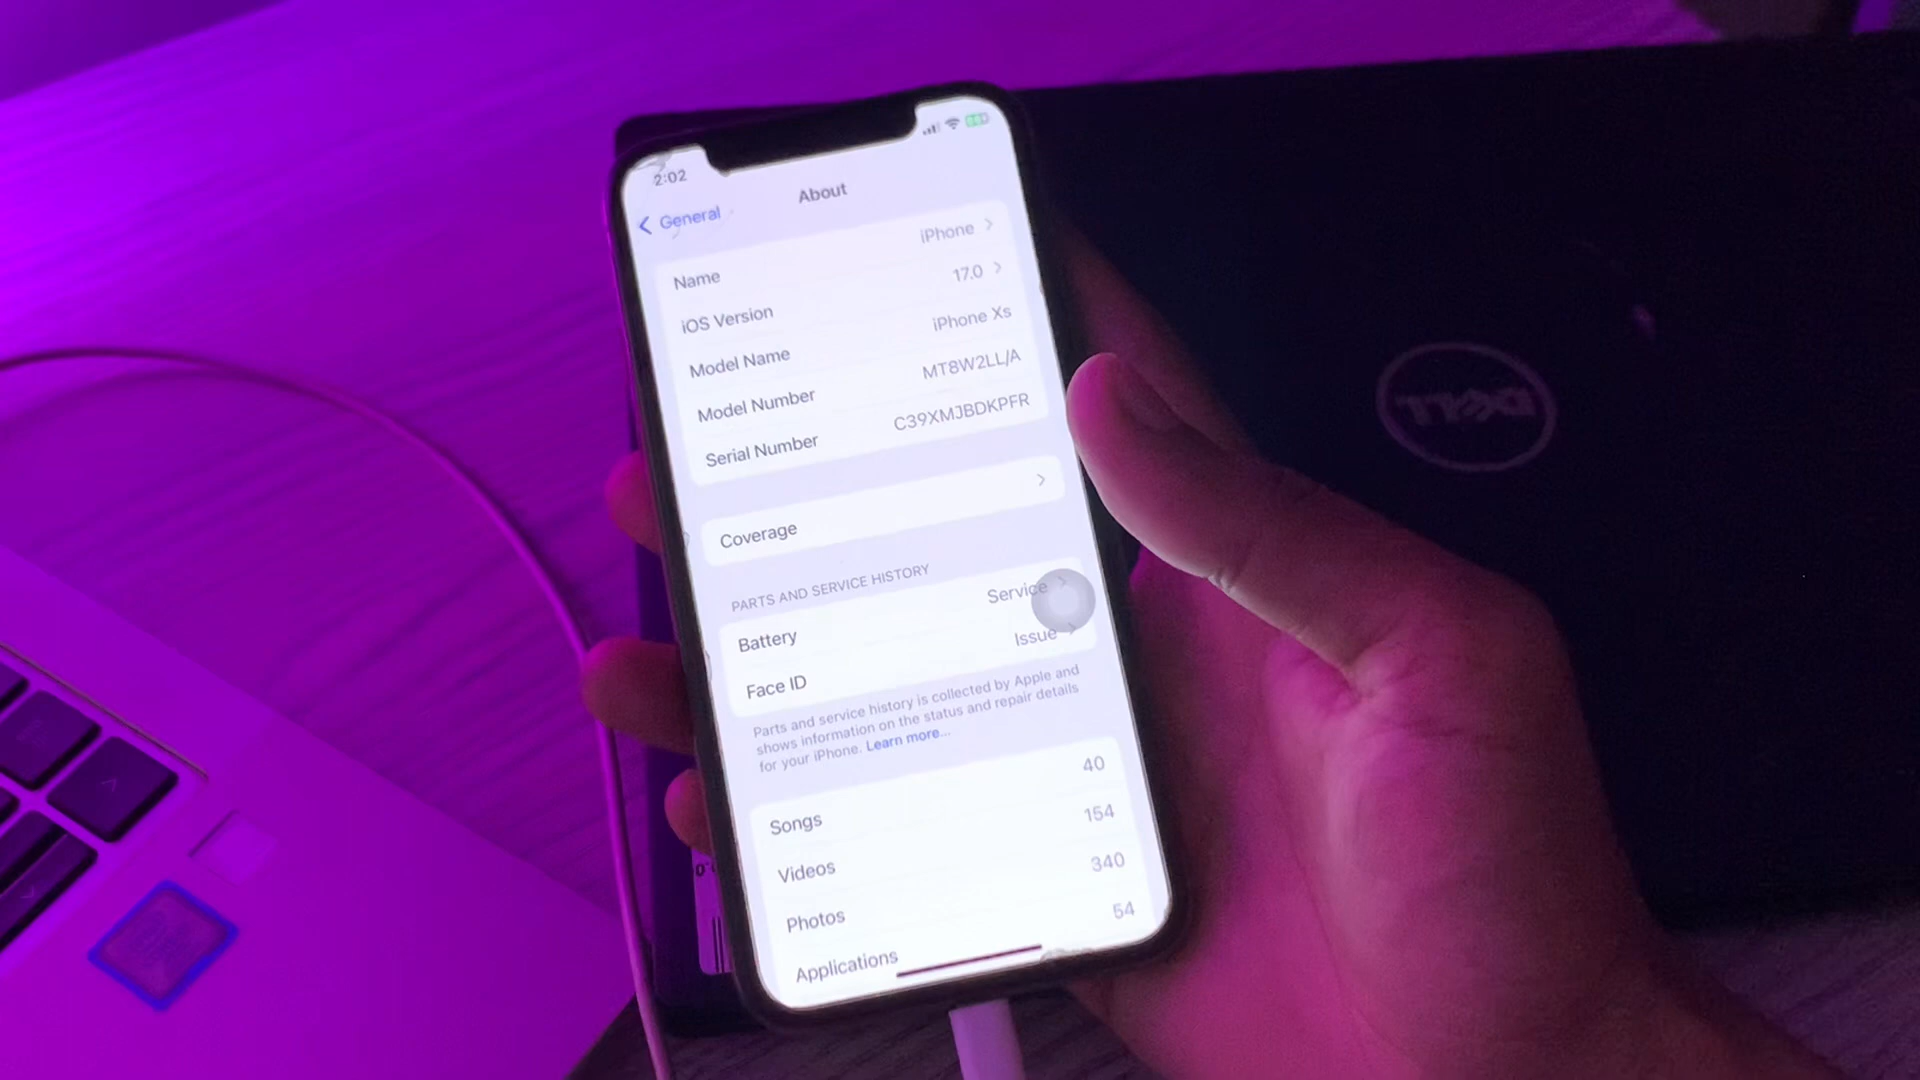 2:02
General
About
Name
iPhone
iOS Version
17.0
Model Name
iPhone Xs
Model Number
MT8W2LL/A
Serial Number
C39XMJBDKPFR
Coverage
PARTS AND SERVICE HISTORY
Battery
Service
Face ID
Issue
Parts and service history is collected by Apple and
shows information on the status and repair details
for your iPhone. Learn more...
Songs
40
Videos
154
Photos
340
Applications
54
DELL